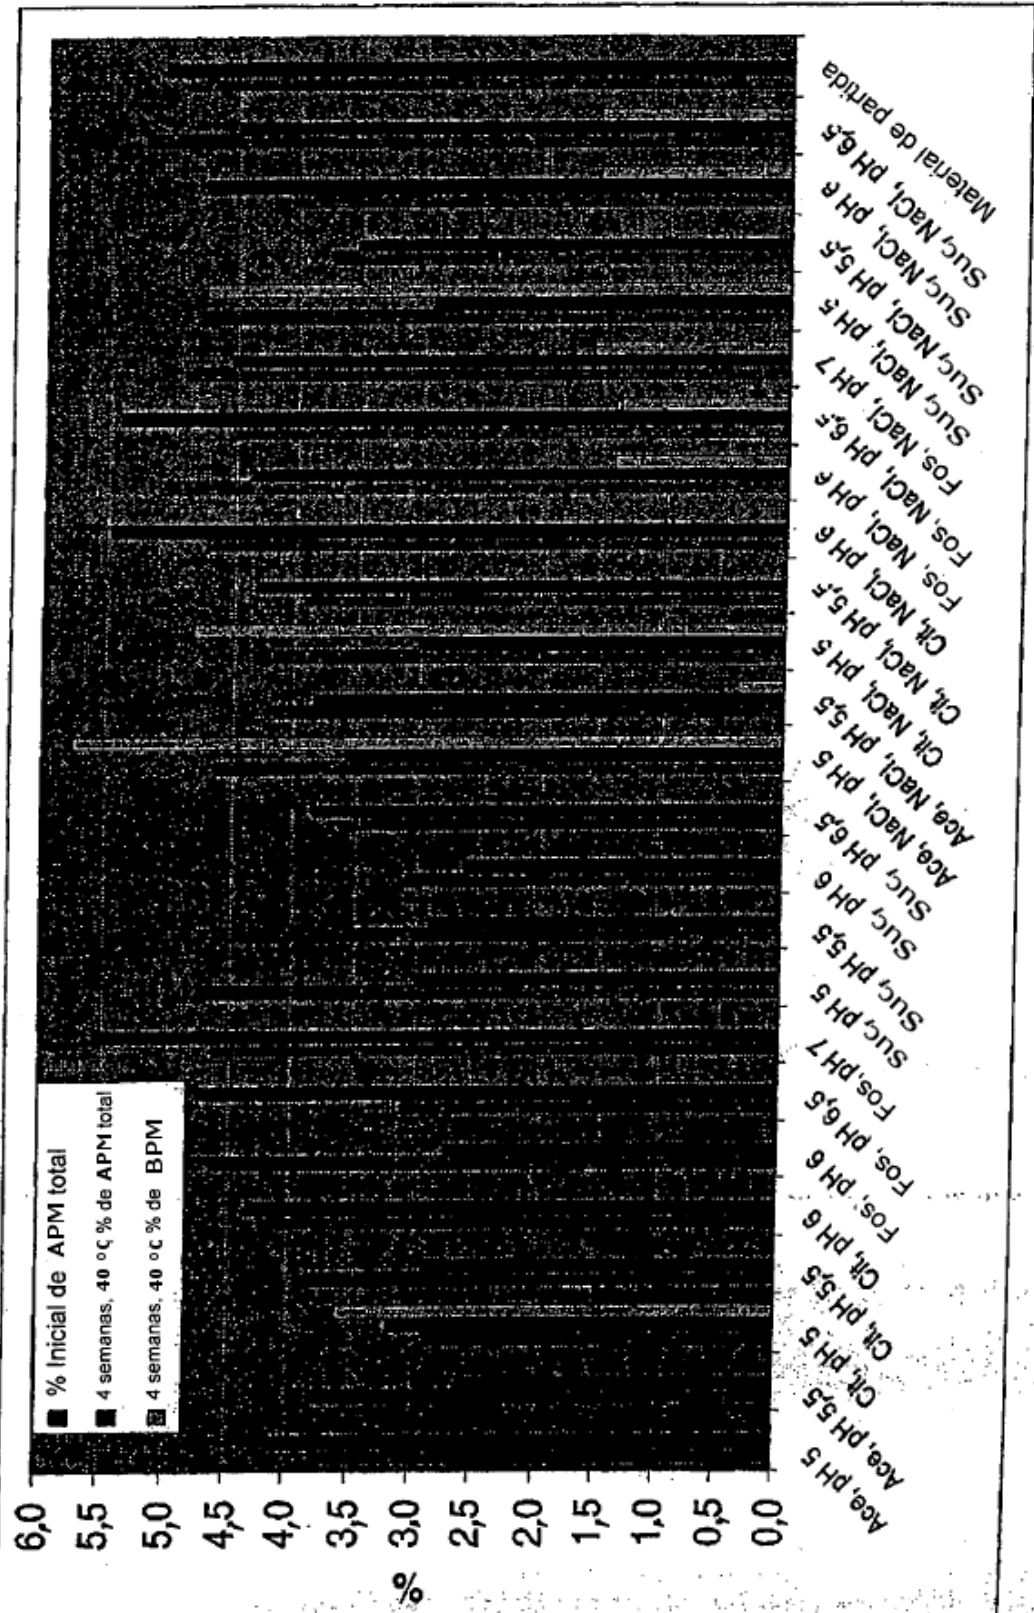 ■ % Inicial de APM total
■ 4 semanas, 40 ºC % de APM total
■ 4 semanas, 40 ºC % de BPM
%
6,0
5,5
5,0
4,5
4,0
3,5
3,0
2,5
2,0
1,5
1,0
0,5
0,0
Ace, pH 5
Ace, pH 5,5
Cit, pH 5
Cit, pH 5,5
Cit, pH 6
Fos, pH 6
Fos, pH 6,5
Fos, pH 7
Suc, pH 5
Suc, pH 5,5
Suc, pH 6
Suc, pH 6,5
Ace, NaCl, pH 5
Ace, NaCl, pH 5,5
Cit, NaCl, pH 5
Cit, NaCl, pH 5,5
Cit, NaCl, pH 6
Fos, NaCl, pH 6
Fos, NaCl, pH 6,5
Fos, NaCl, pH 7
Suc, NaCl, pH 5
Suc, NaCl, pH 5,5
Suc, NaCl, pH 6
Suc, NaCl, pH 6,5
Material de partida